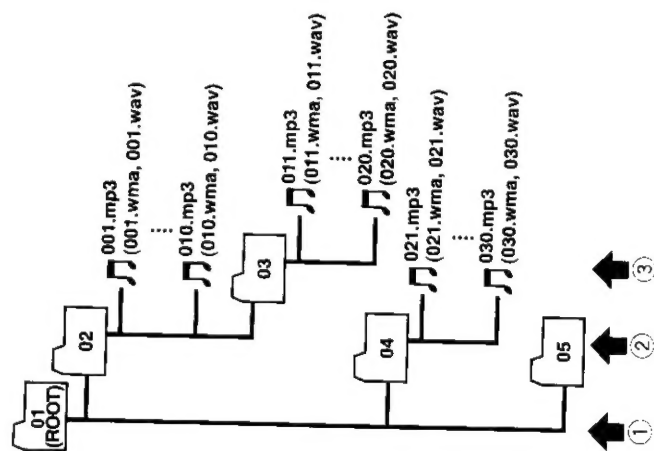 01
(ROOT)
02
001.mp3
(001.wma, 001.wav)
010.mp3
(010.wma, 010.wav)
03
011.mp3
(011.wma, 011.wav)
020.mp3
(020.wma, 020.wav)
04
021.mp3
(021.wma, 021.wav)
030.mp3
(030.wma, 030.wav)
05
① ② ③